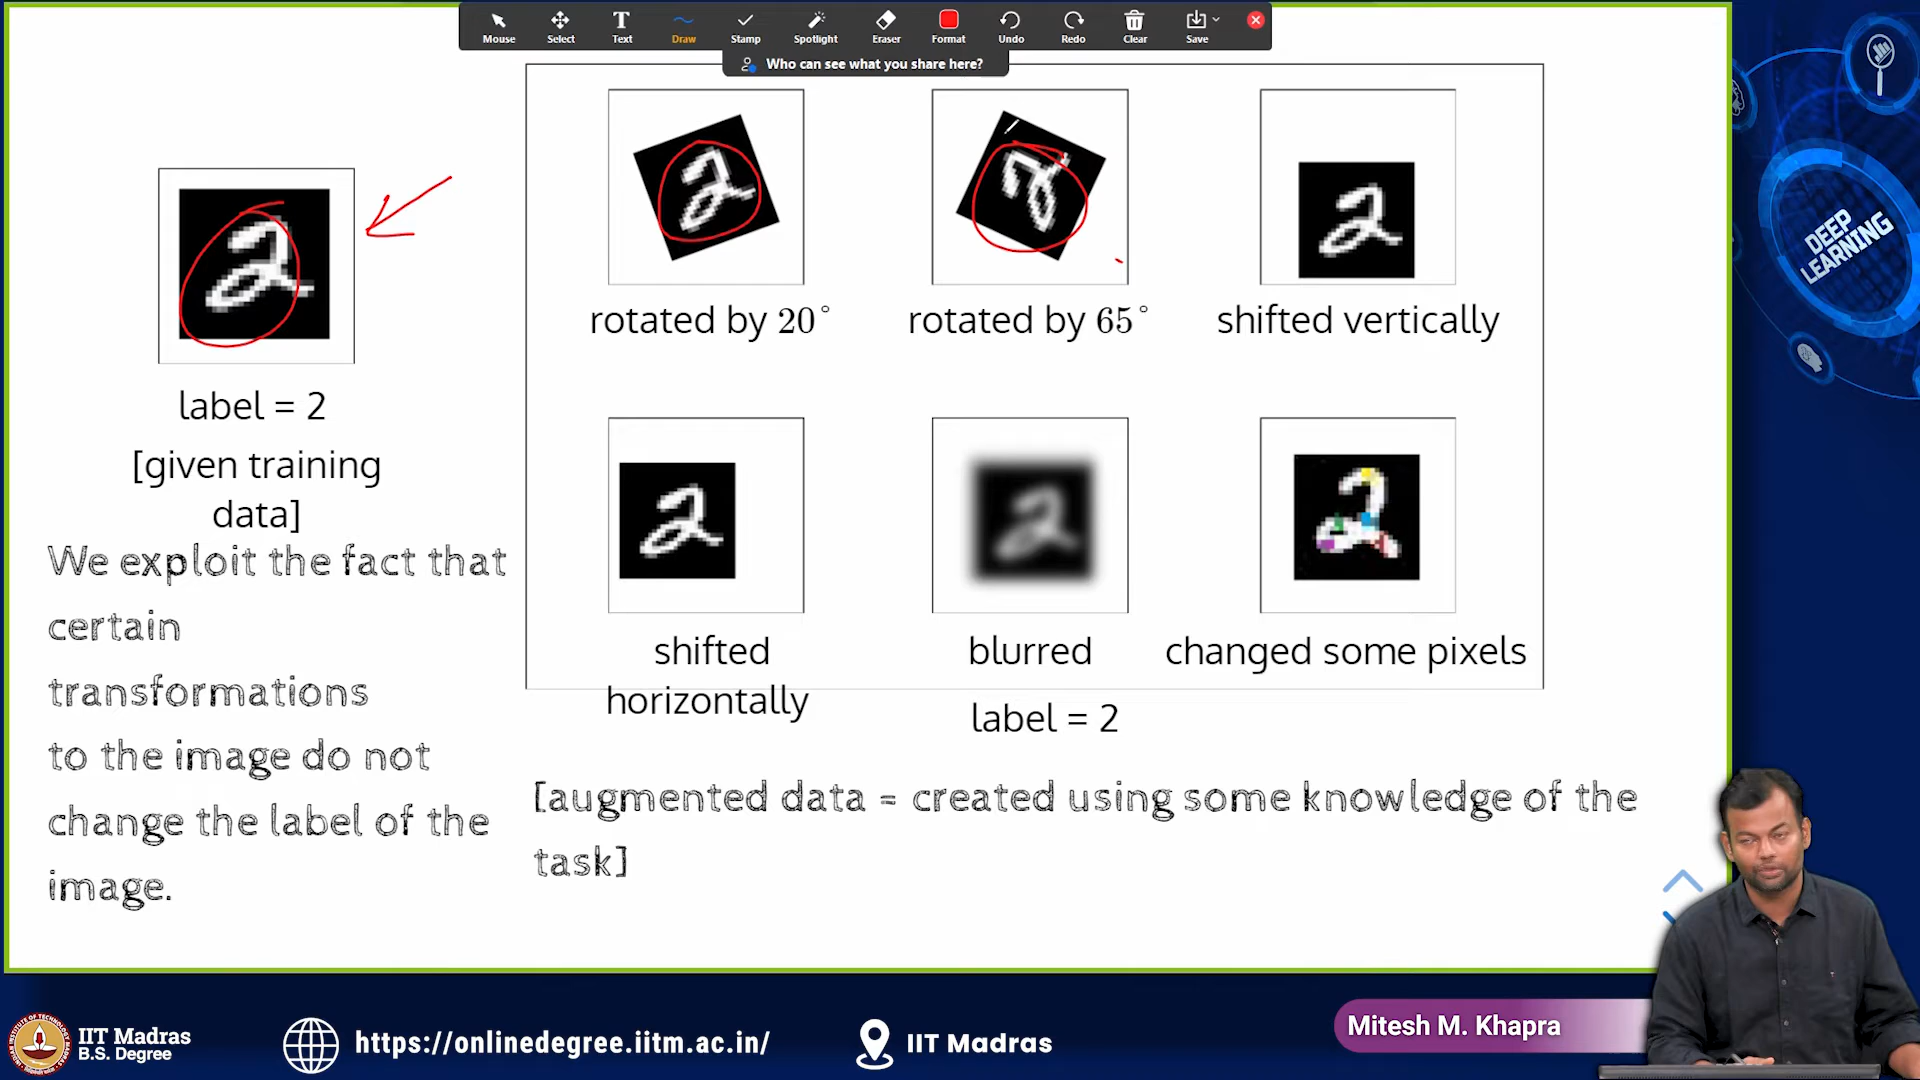 Mouse
Select
Text
Draw
Stamp
Spotlight
Eraser
Format
Undo
Redo
Clear
Save
Who can see what you share here?
rotated by 20°
rotated by 65°
shifted vertically
label = 2
[given training
data]
We exploit the fact that
certain
transformations
to the image do not
change the label of the
image.
shifted
horizontally
blurred
changed some pixels
label = 2
[augmented data = created using some knowledge of the
task]
DEEP
LEARNING
IIT Madras
B.S. Degree
https://onlinedegree.iitm.ac.in/
IIT Madras
Mitesh M. Khapra